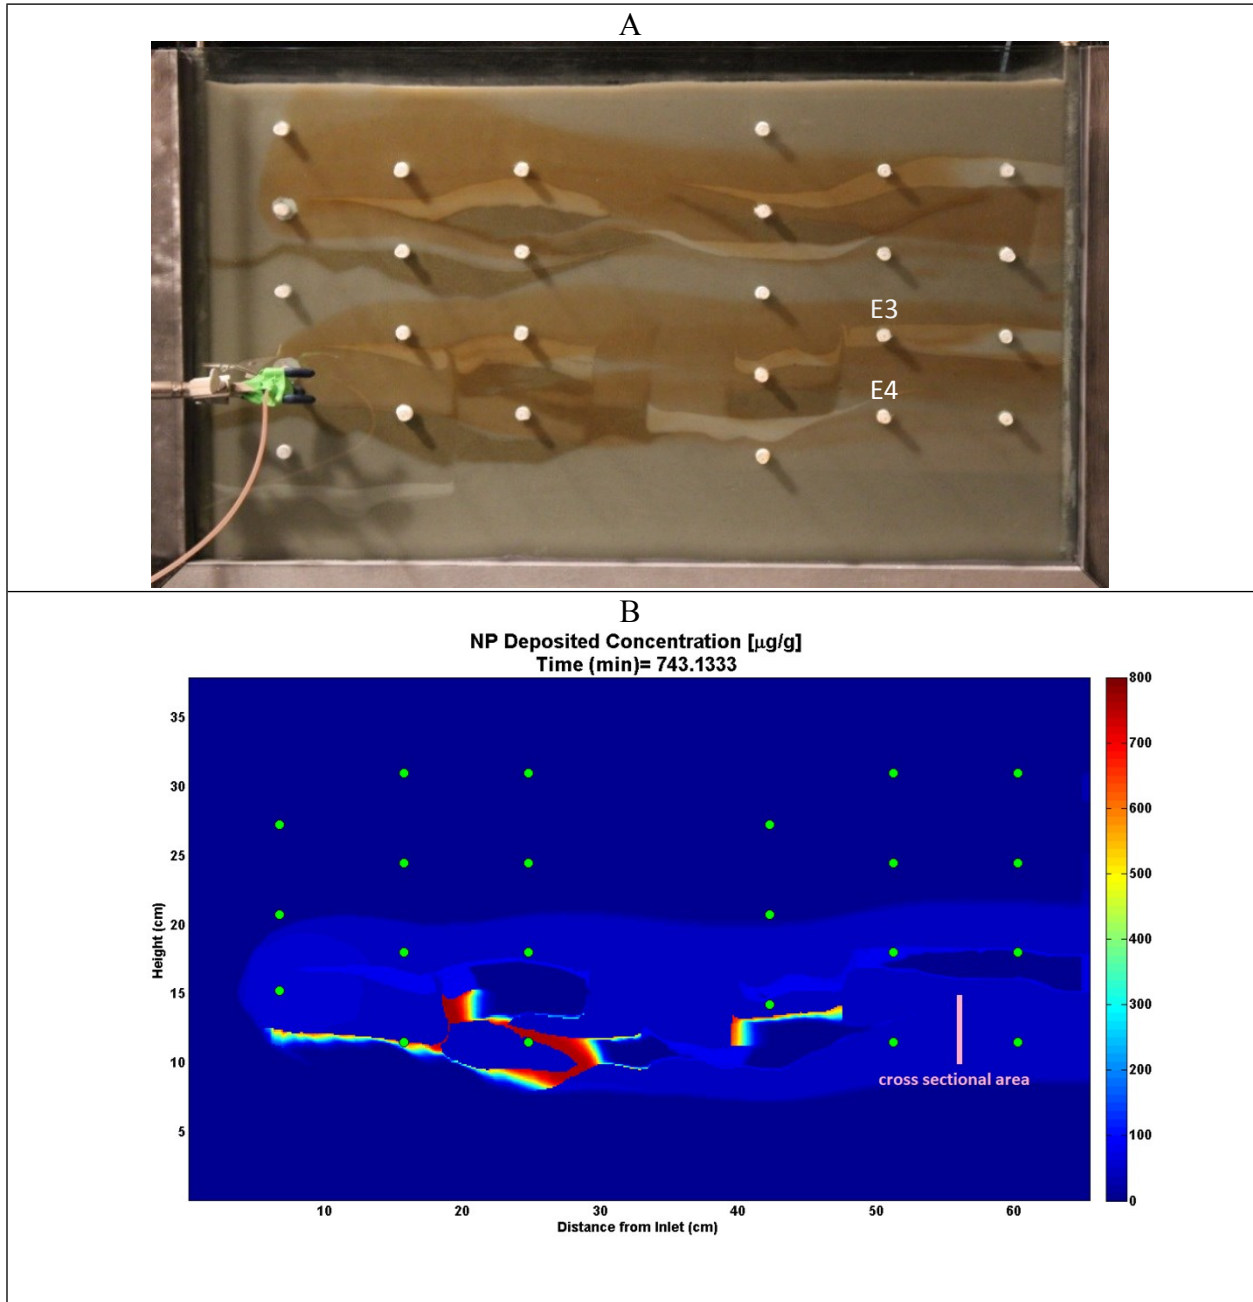 A
E3
E4
B
NP Deposited Concentration [µg/g]
Time (min)= 743.1333
800
35
700
30
600
25
500
20
400
Height (cm)
15
300
10
200
cross sectional area
5
100
0
10 20 30 40 50 60
Distance from Inlet (cm)